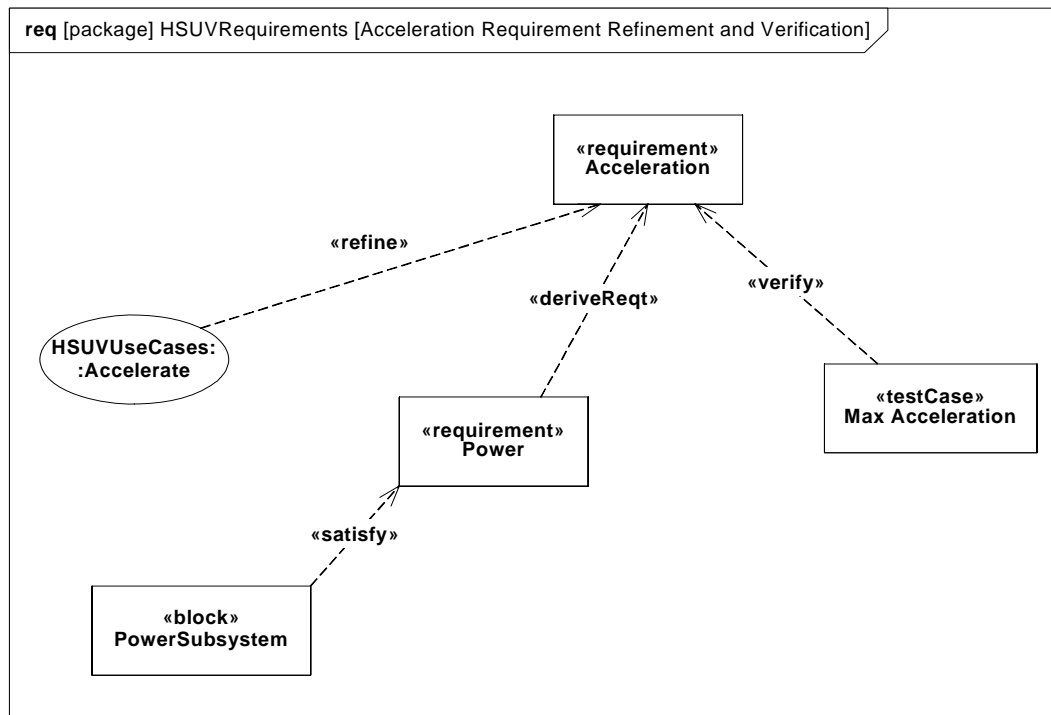 req [package] HSUVRequirements [Acceleration Requirement Refinement and Verification]
«requirement»
Acceleration
«refine»
«verify»
«deriveReqt»
HSUVUseCases:
:Accelerate
«testCase»
Max Acceleration
«requirement»
Power
«satisfy»
«block»
PowerSubsystem